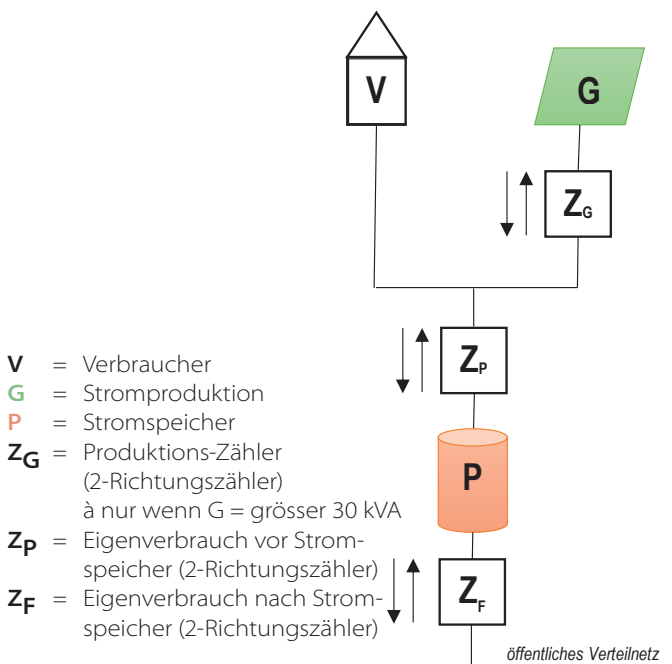 V
G
Z_G
Z_P
V = Verbraucher
G = Stromproduktion
P = Stromspeicher
Z_G = Produktions-Zähler
(2-Richtungszähler)
à nur wenn G = grösser 30 kVA
Z_P = Eigenverbrauch vor Strom-
speicher (2-Richtungszähler)
Z_F = Eigenverbrauch nach Strom-
speicher (2-Richtungszähler)
P
Z_F
öffentliches Verteilnetz